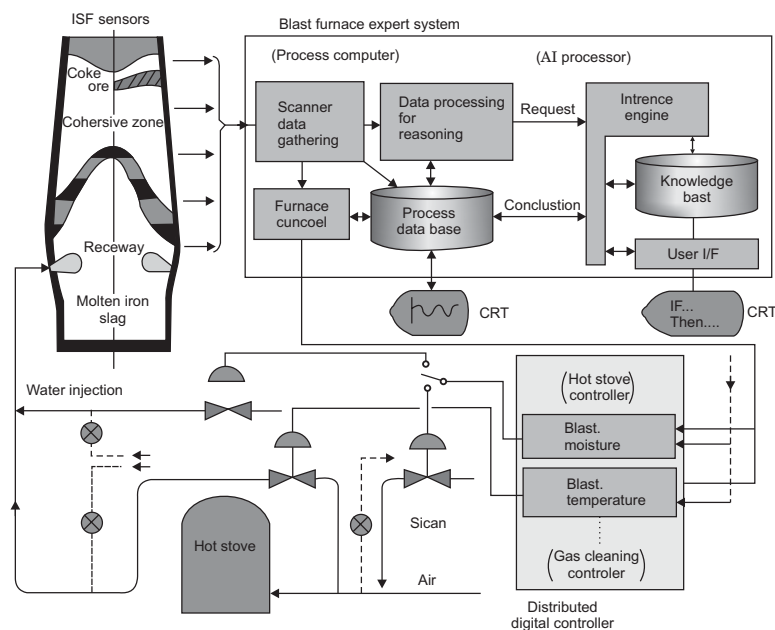 ISF sensors
Blast furnace expert system
(Process computer)
(AI processor)
Coke
ore
Cohersive zone
Receway
Molten iron
slag
Scanner
data
gathering
Data processing
for
reasoning
Request
Intrence
engine
Furnace
cuncoel
Process
data base
Conclustion
Knowledge
bast
User I/F
CRT
IF...
Then....
CRT
Water injection
(Hot stove
controller)
Blast.
moisture
Blast.
temperature
(Gas cleaning
controler)
Hot stove
Sican
Air
Distributed
digital controller